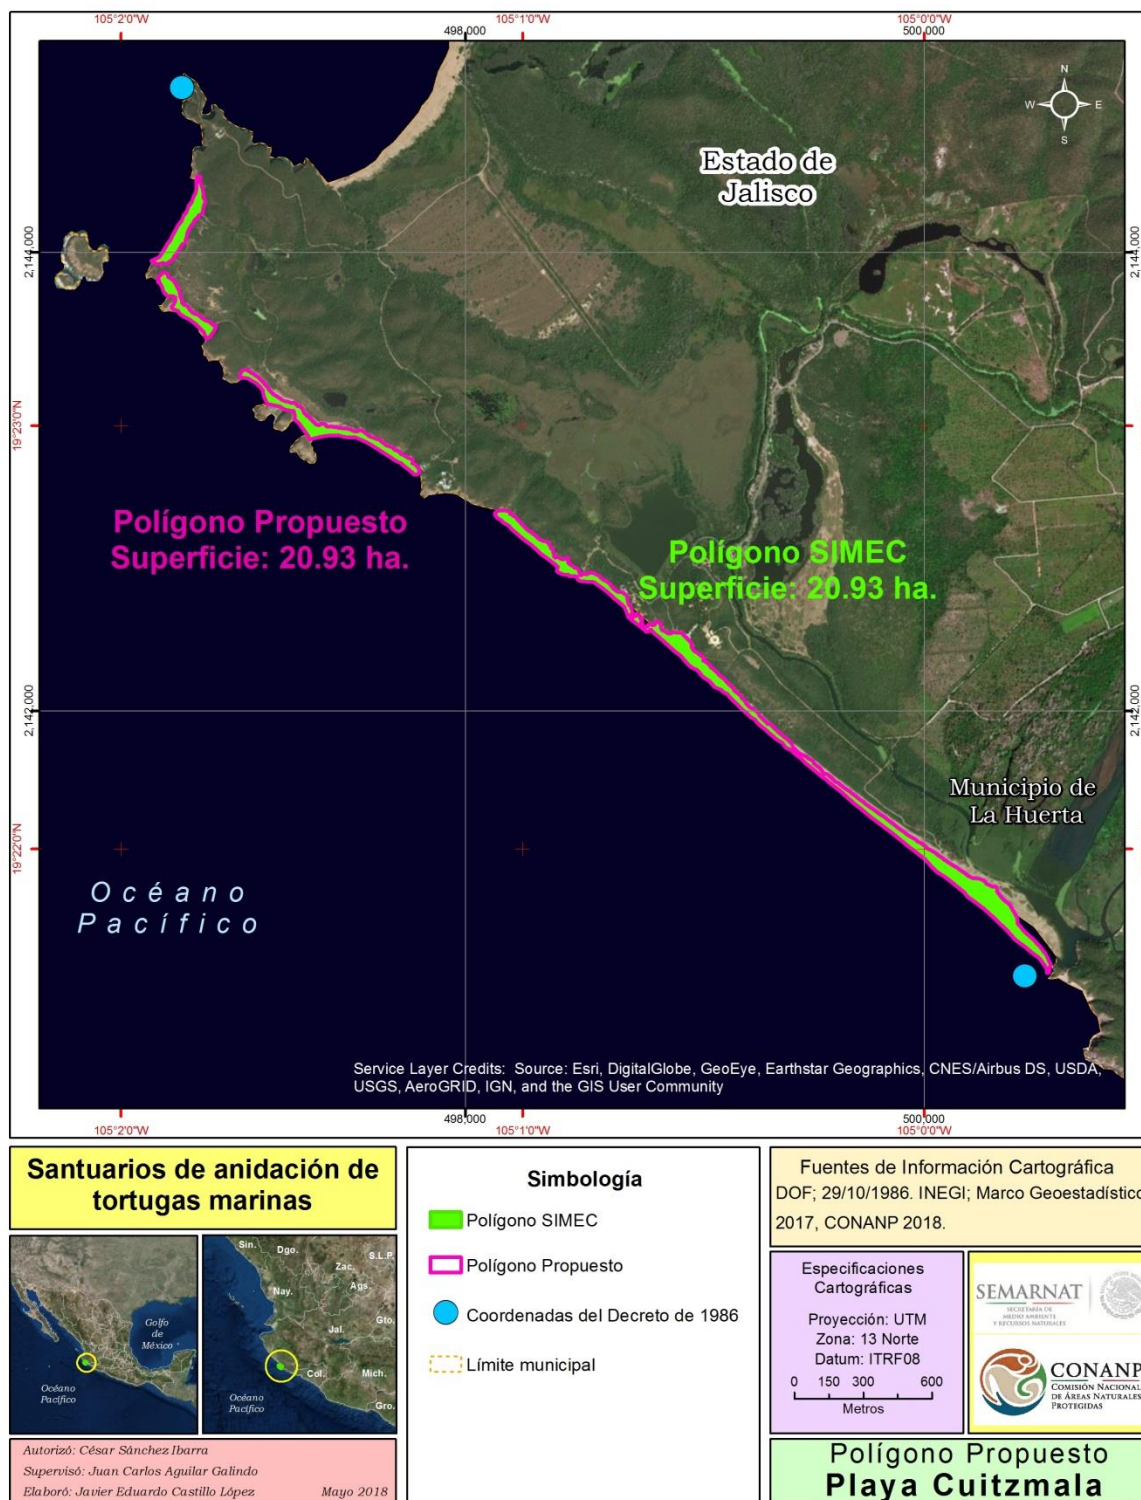 105°2'0"W
105°1'0"W
105°0'0"W
498,000
500,000
N
W
E
S
Estado de
Jalisco
2,144,000
2,144,000
19°23'0"N
Polígono Propuesto
Superficie: 20.93 ha.
Polígono SIMEC
Superficie: 20.93 ha.
2,142,000
2,142,000
Municipio de
La Huerta
19°22'0"N
Océano
Pacífico
Service Layer Credits: Source: Esri, DigitalGlobe, GeoEye, Earthstar Geographics, CNES/Airbus DS, USDA,
USGS, AeroGRID, IGN, and the GIS User Community
498,000
500,000
105°2'0"W
105°1'0"W
105°0'0"W
Santuarios de anidación de
tortugas marinas
Golfo
de
México
Océano
Pacífico
Sin.
Dgo.
S.L.P.
Zac.
Nay.
Ags.
Gto.
Jal.
Col.
Mich.
Gro.
Océano
Pacífico
Autorizó: César Sánchez Ibarra
Supervisó: Juan Carlos Aguilar Galindo
Elaboró: Javier Eduardo Castillo López
Mayo 2018
Simbología
Polígono SIMEC
Polígono Propuesto
Coordenadas del Decreto de 1986
Límite municipal
Fuentes de Información Cartográfica
DOF; 29/10/1986. INEGI; Marco Geoestadístico
2017, CONANP 2018.
Especificaciones
Cartográficas
Proyección: UTM
Zona: 13 Norte
Datum: ITRF08
0 150 300 600
Metros
SEMARNAT
SECRETARÍA DE
MEDIO AMBIENTE
Y RECURSOS NATURALES
CONANP
COMISIÓN NACIONAL
DE ÁREAS NATURALES
PROTEGIDAS
Polígono Propuesto
Playa Cuitzmala